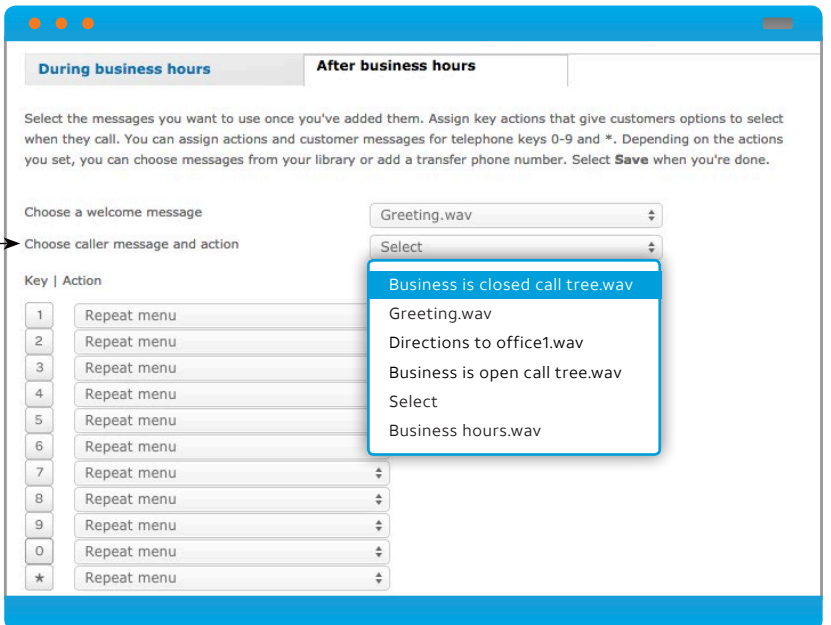 During business hours
After business hours
Select the messages you want to use once you've added them. Assign key actions that give customers options to select
when they call. You can assign actions and customer messages for telephone keys 0-9 and *. Depending on the actions
you set, you can choose messages from your library or add a transfer phone number. Select Save when you're done.
Choose a welcome message
Greeting.wav
Choose caller message and action
Select
Business is closed call tree.wav
Greeting.wav
Directions to office1.wav
Business is open call tree.wav
Select
Business hours.wav
Key | Action
1 Repeat menu
2 Repeat menu
3 Repeat menu
4 Repeat menu
5 Repeat menu
6 Repeat menu
7 Repeat menu
8 Repeat menu
9 Repeat menu
0 Repeat menu
* Repeat menu